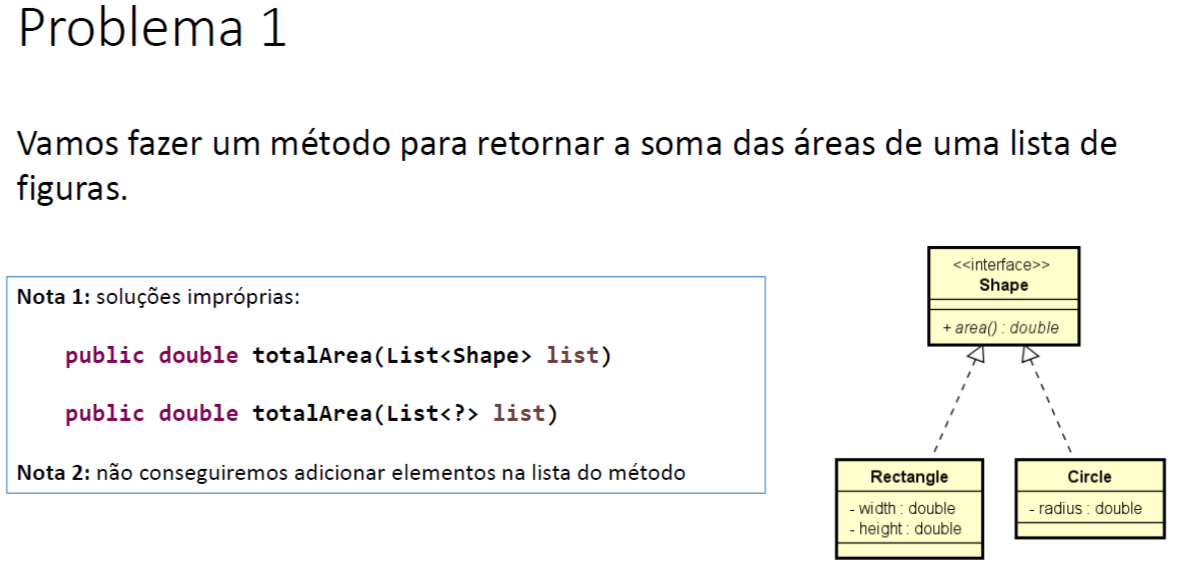 Problema 1
Vamos fazer um método para retornar a soma das áreas de uma lista de
figuras.
Nota 1: soluções impróprias:
public double totalArea(List<Shape> list)
public double totalArea(List<?> list)
Nota 2: não conseguiremos adicionar elementos na lista do método
<<interface>>
Shape
+ area() : double
Rectangle
- width : double
- height : double
Circle
- radius : double